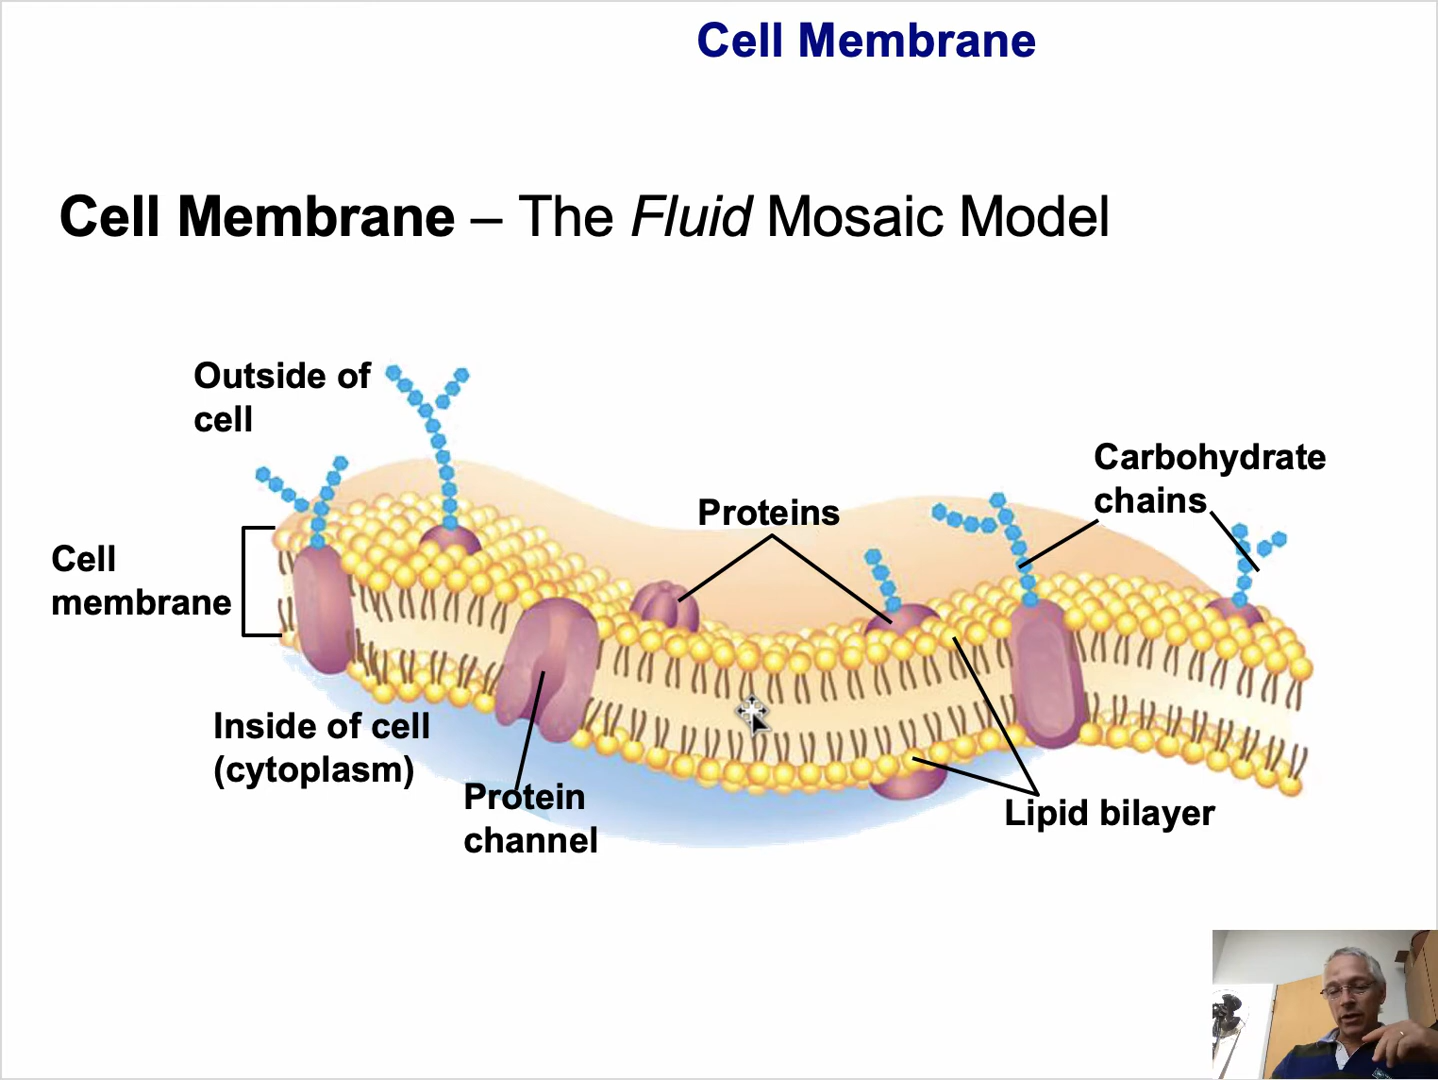 Cell Membrane
Cell Membrane – The Fluid Mosaic Model
Outside of
cell
Carbohydrate
chains
Proteins
Cell
membrane
Inside of cell
(cytoplasm)
Protein
channel
Lipid bilayer